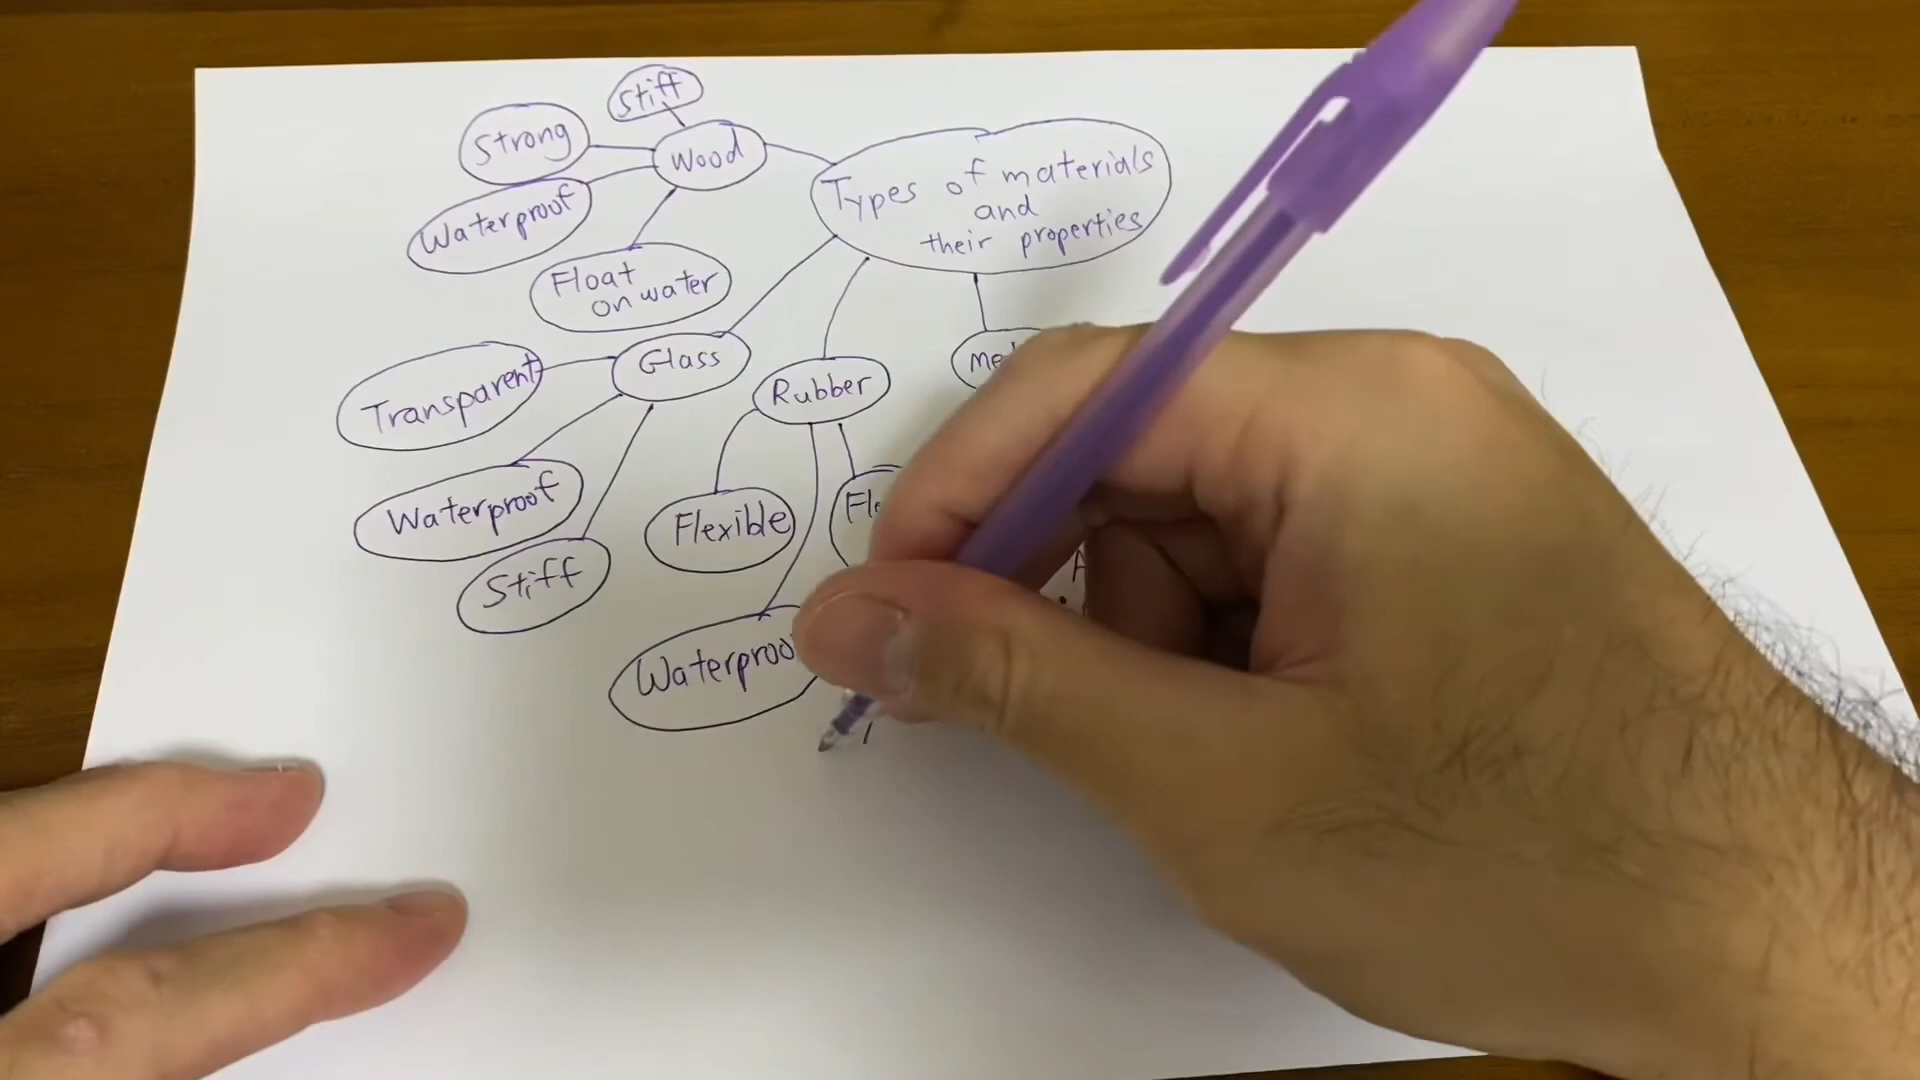 Stiff
Strong
Wood
Waterproof
Float
on water
Types of materials
and
their properties
Glass
Transparent
Waterproof
Stiff
Rubber
Flexible